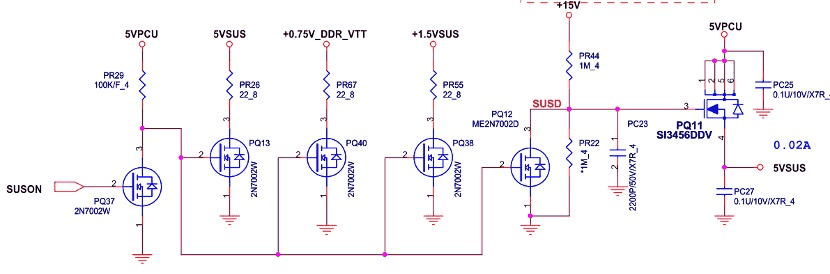 +15V
5VPCU
5VSUS
+0.75V_DDR_VTT
+1.5VSUS
5VPCU
PR29
100K/F_4
PR26
22_8
PR67
22_8
PR55
22_8
PR44
1M_4
1
2
5
6
PC25
0.1U/10V/X7R_4
SUSD
3
PQ11
SI3456DDV
4
0.02A
3
PQ13
2
1
2N7002W
3
PQ40
2
1
2N7002W
3
PQ38
2
1
2N7002W
PQ12
ME2N7002D
3
2
1
PR22
*1M_4
PC23
1
2
2200P/50V/X7R_4
5VSUS
SUSON
3
2
1
PQ37
2N7002W
PC27
0.1U/10V/X7R_4